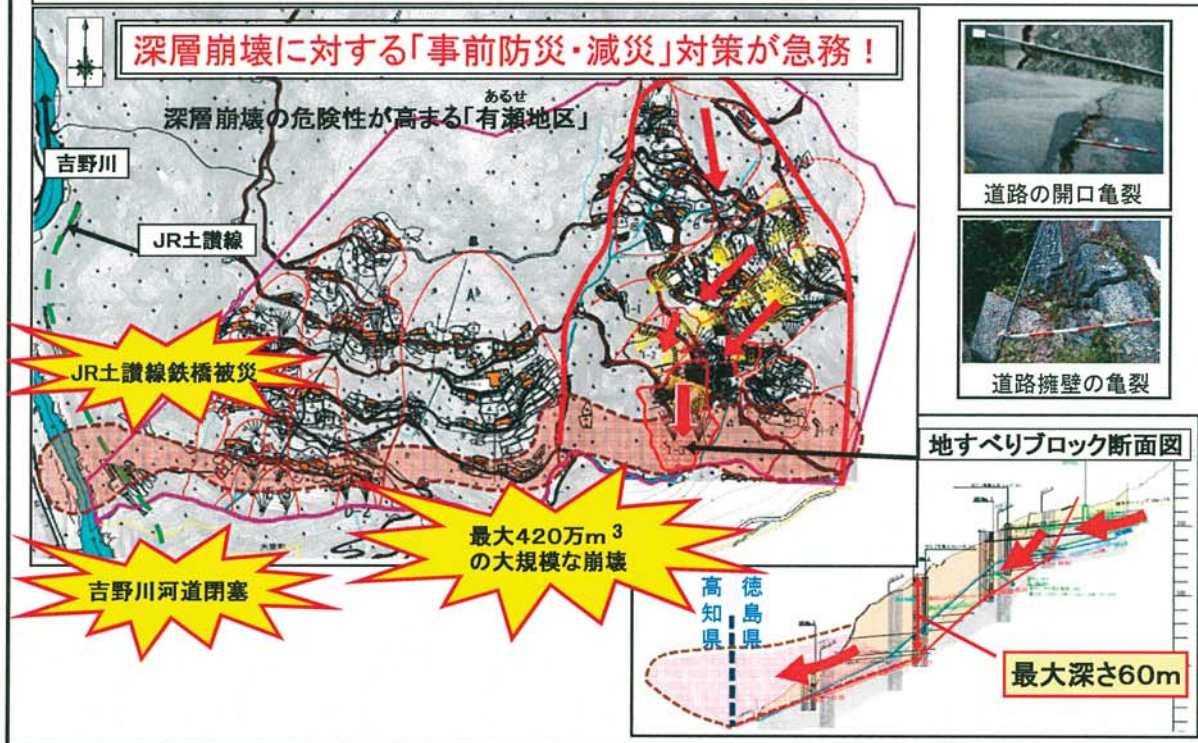 深層崩壊に対する「事前防災・減災」対策が急務！
あるせ
深層崩壊の危険性が高まる「有瀬地区」
吉野川
JR土讃線
JR土讃線鉄橋被災
最大420万m³
の大規模な崩壊
吉野川河道閉塞
道路の開口亀裂
道路擁壁の亀裂
地すべりブロック断面図
高知県
徳島県
最大深さ60m